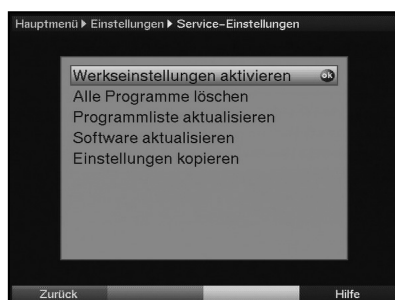 Hauptmenü Einstellungen Service-Einstellungen
Werkseinstellungen aktivieren ok
Alle Programme löschen
Programmliste aktualisieren
Software aktualisieren
Einstellungen kopieren
Zurück Hilfe